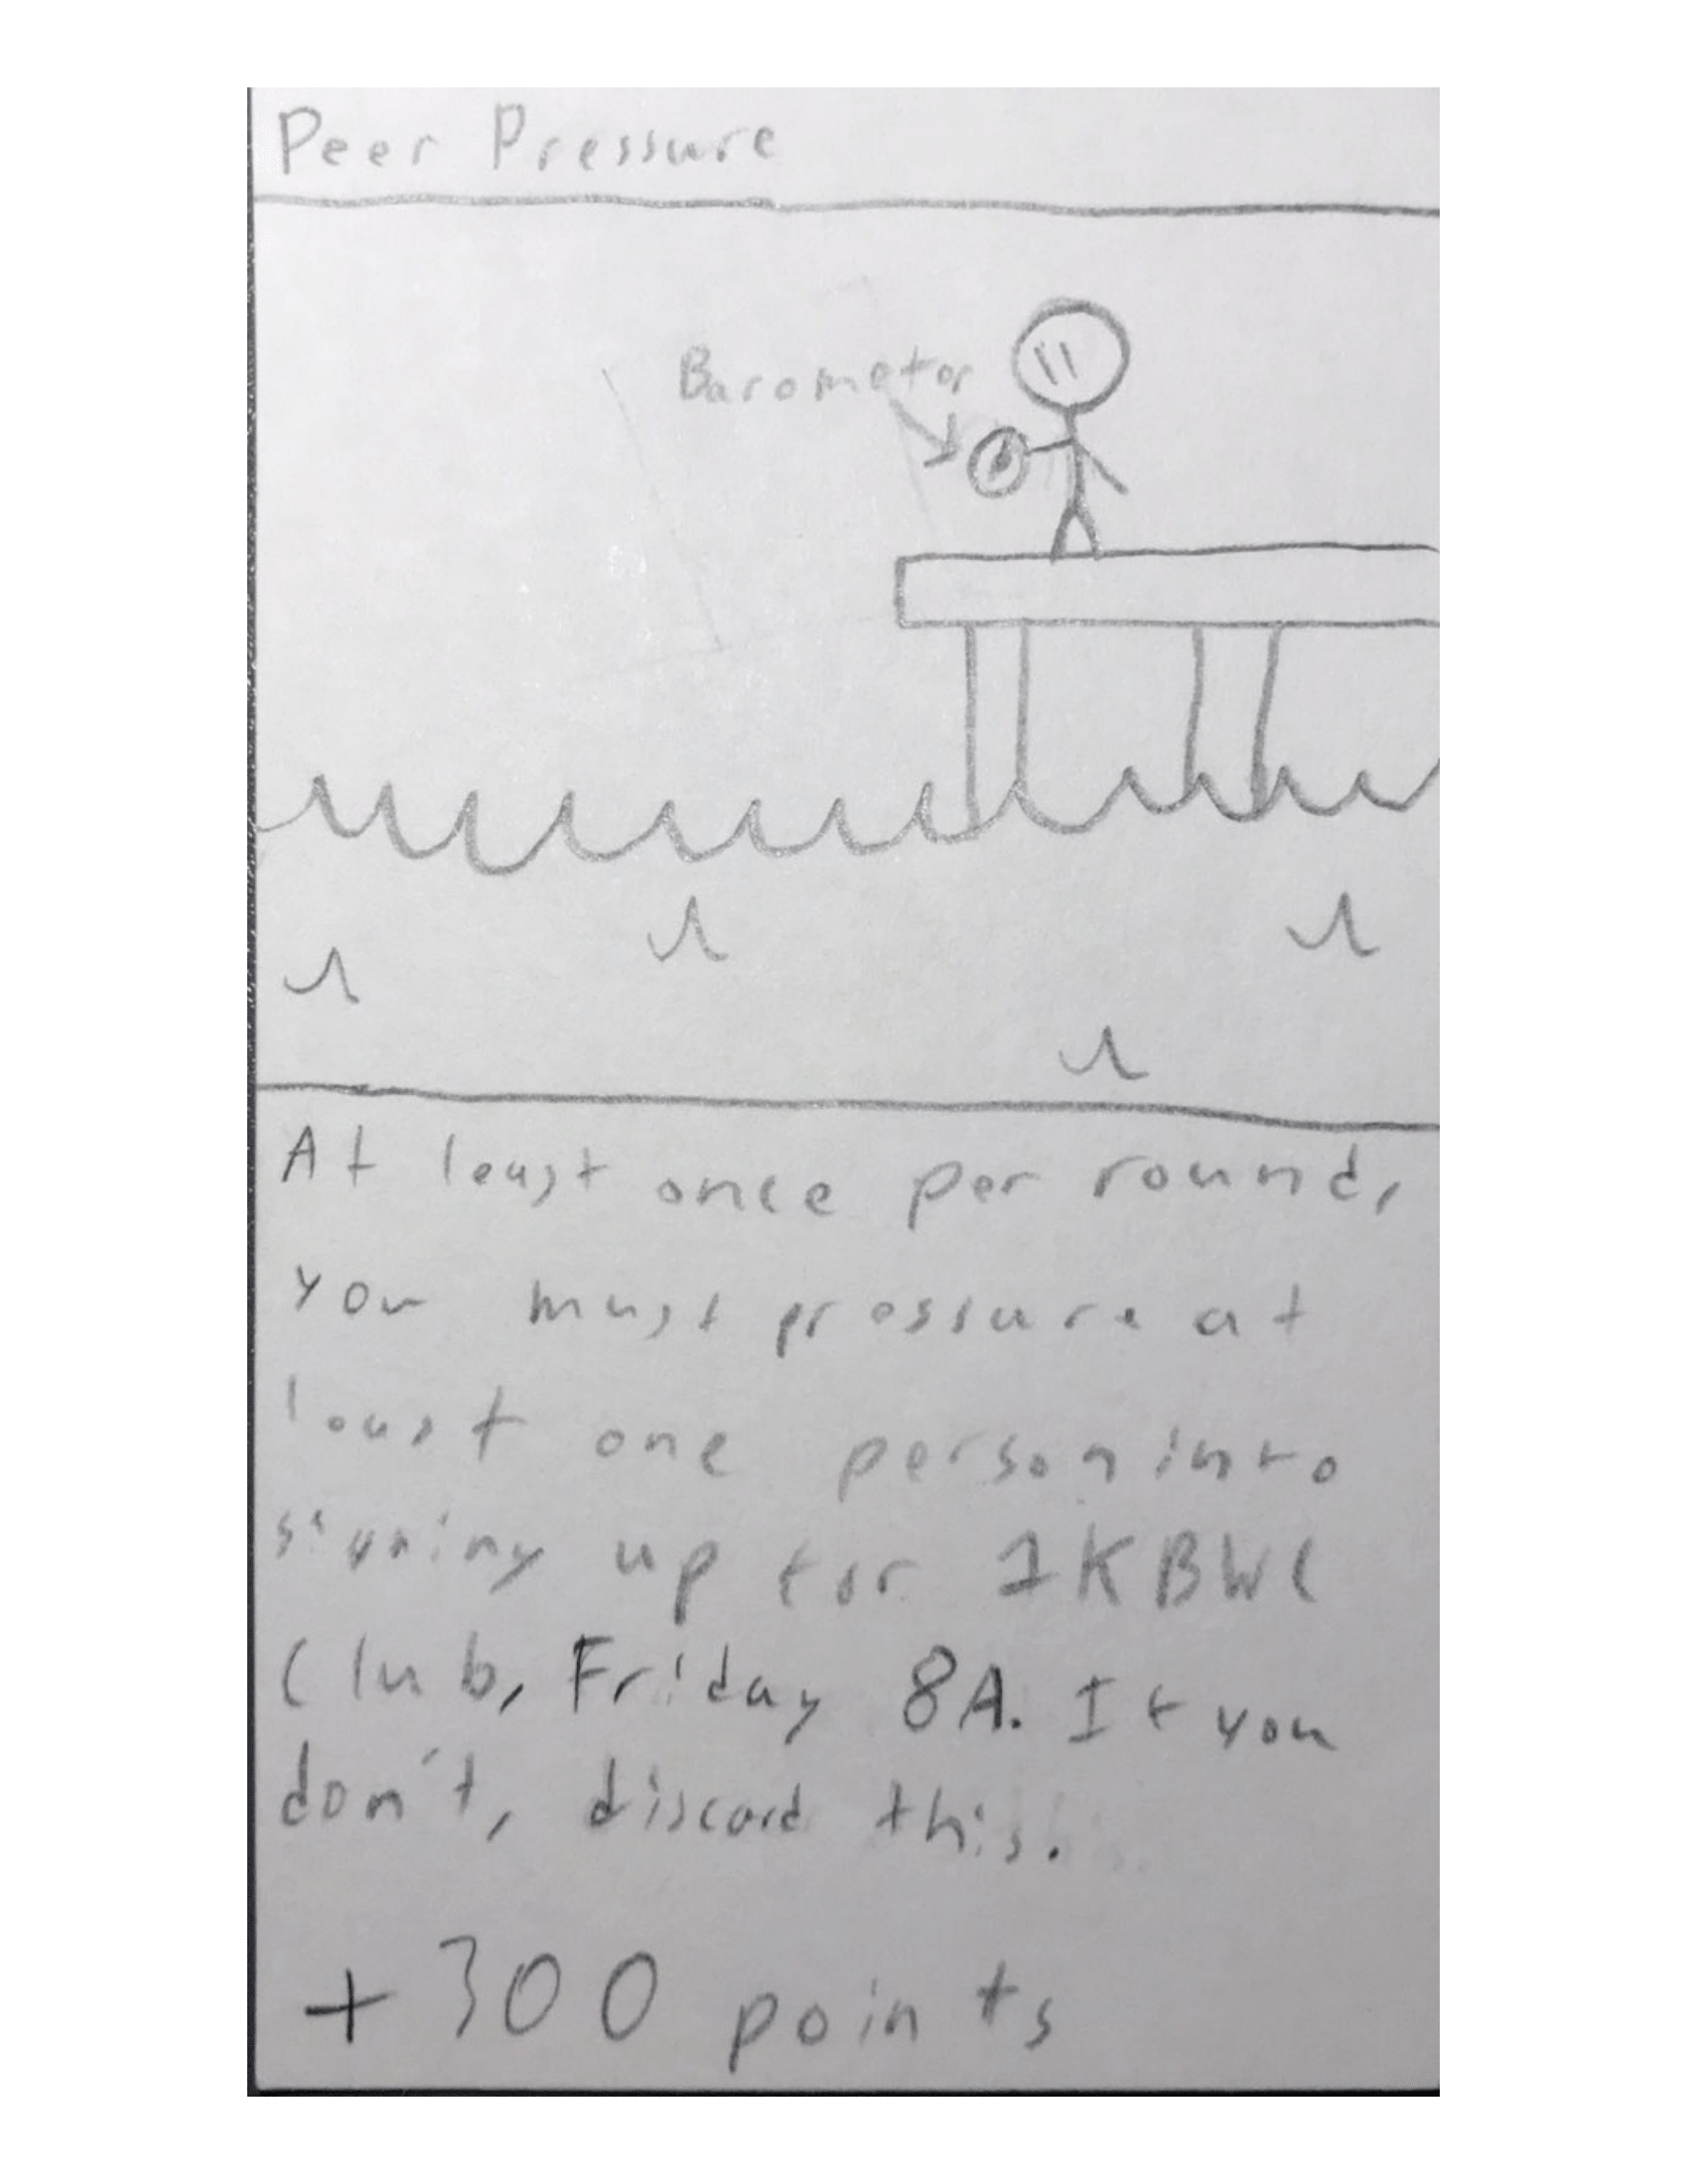 Peer Pressure
Barometer
At least once per round,
you must pressure at
least one person into
signing up for 1KBWC
Club, Friday 8A. If you
don't, discard this.
+300 points